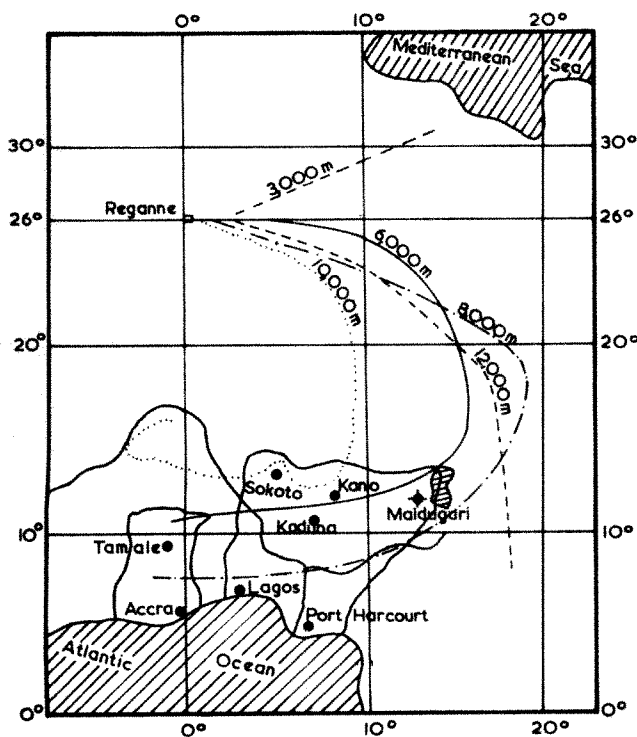 0° 10° 20°
Mediterranean
Sea
30° 30°
3000m
Reganne
26° 26°
6000m
10000m
8000m
20° 20°
12000m
Sokoto
Kano
Maiduguri
Kaduna
10° 10°
Tamale
Lagos
Accra
Port Harcourt
Atlantic
Ocean
0° 0°
0° 10° 20°